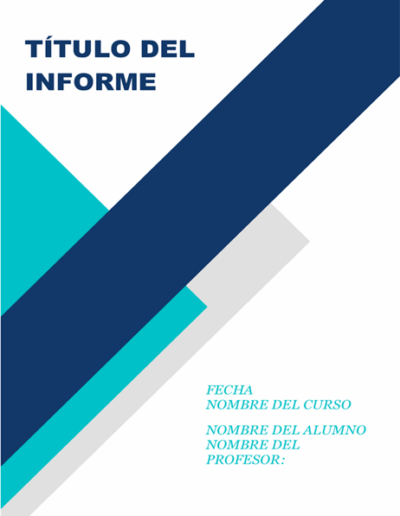 TÍTULO DEL
INFORME
FECHA
NOMBRE DEL CURSO
NOMBRE DEL ALUMNO
NOMBRE DEL
PROFESOR: